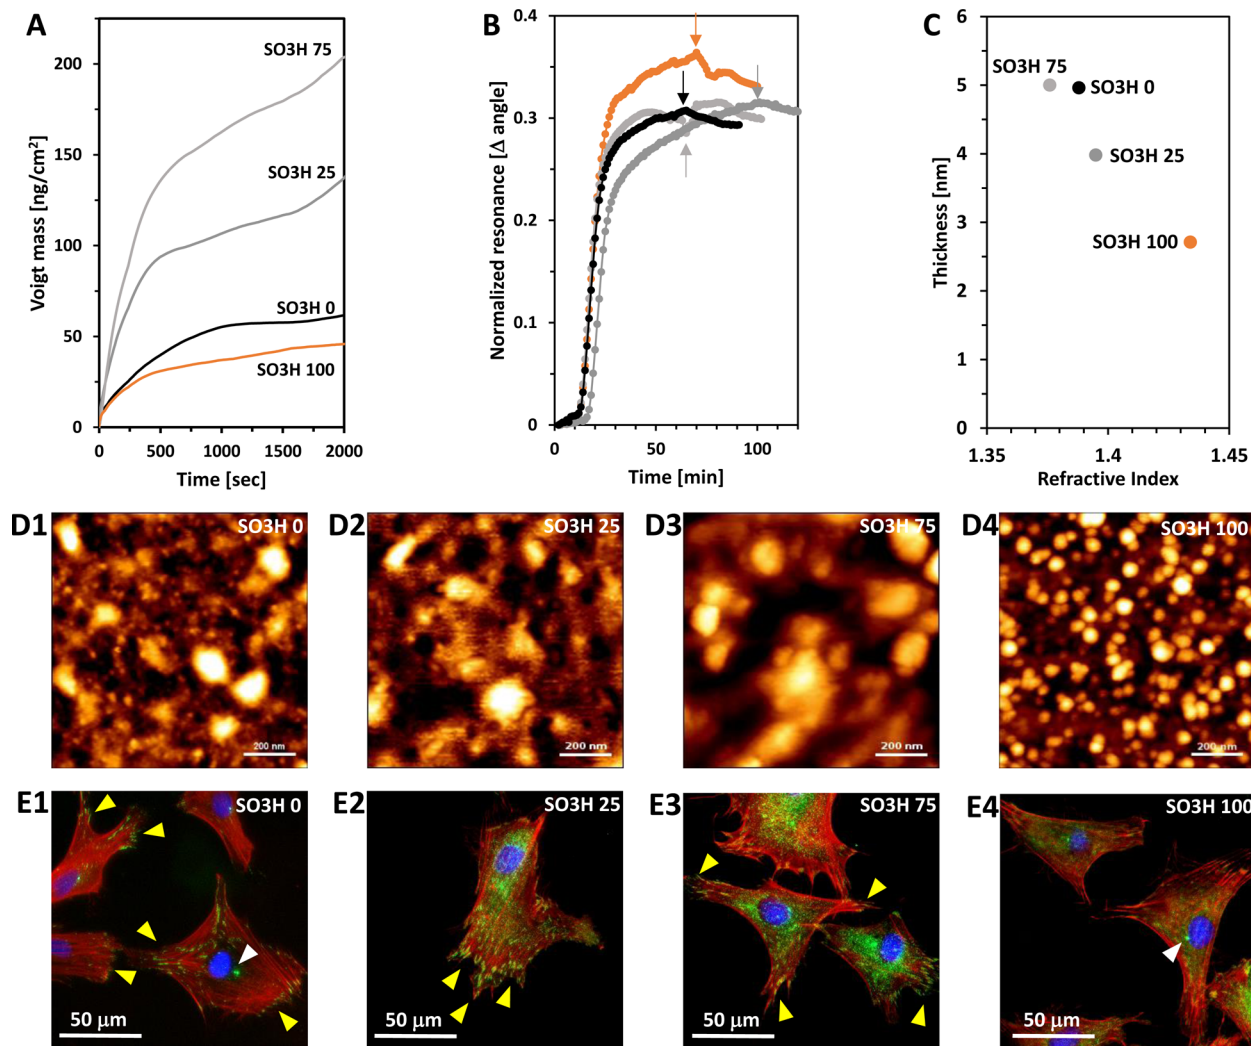 A
Voigt mass [ng/cm²]
200
150
100
50
0
SO3H 75
SO3H 25
SO3H 0
SO3H 100
0 500 1000 1500 2000
Time [sec]
B
Normalized resonance [Δ angle]
0.4
0.3
0.2
0.1
0
0 50 100
Time [min]
C
Thickness [nm]
6
5
4
3
2
1
0
SO3H 75
SO3H 0
SO3H 25
SO3H 100
1.35 1.4 1.45
Refractive Index
D1
SO3H 0
200 nm
D2
SO3H 25
200 nm
D3
SO3H 75
200 nm
D4
SO3H 100
200 nm
E1
SO3H 0
50 μm
E2
SO3H 25
50 μm
E3
SO3H 75
50 μm
E4
SO3H 100
50 μm